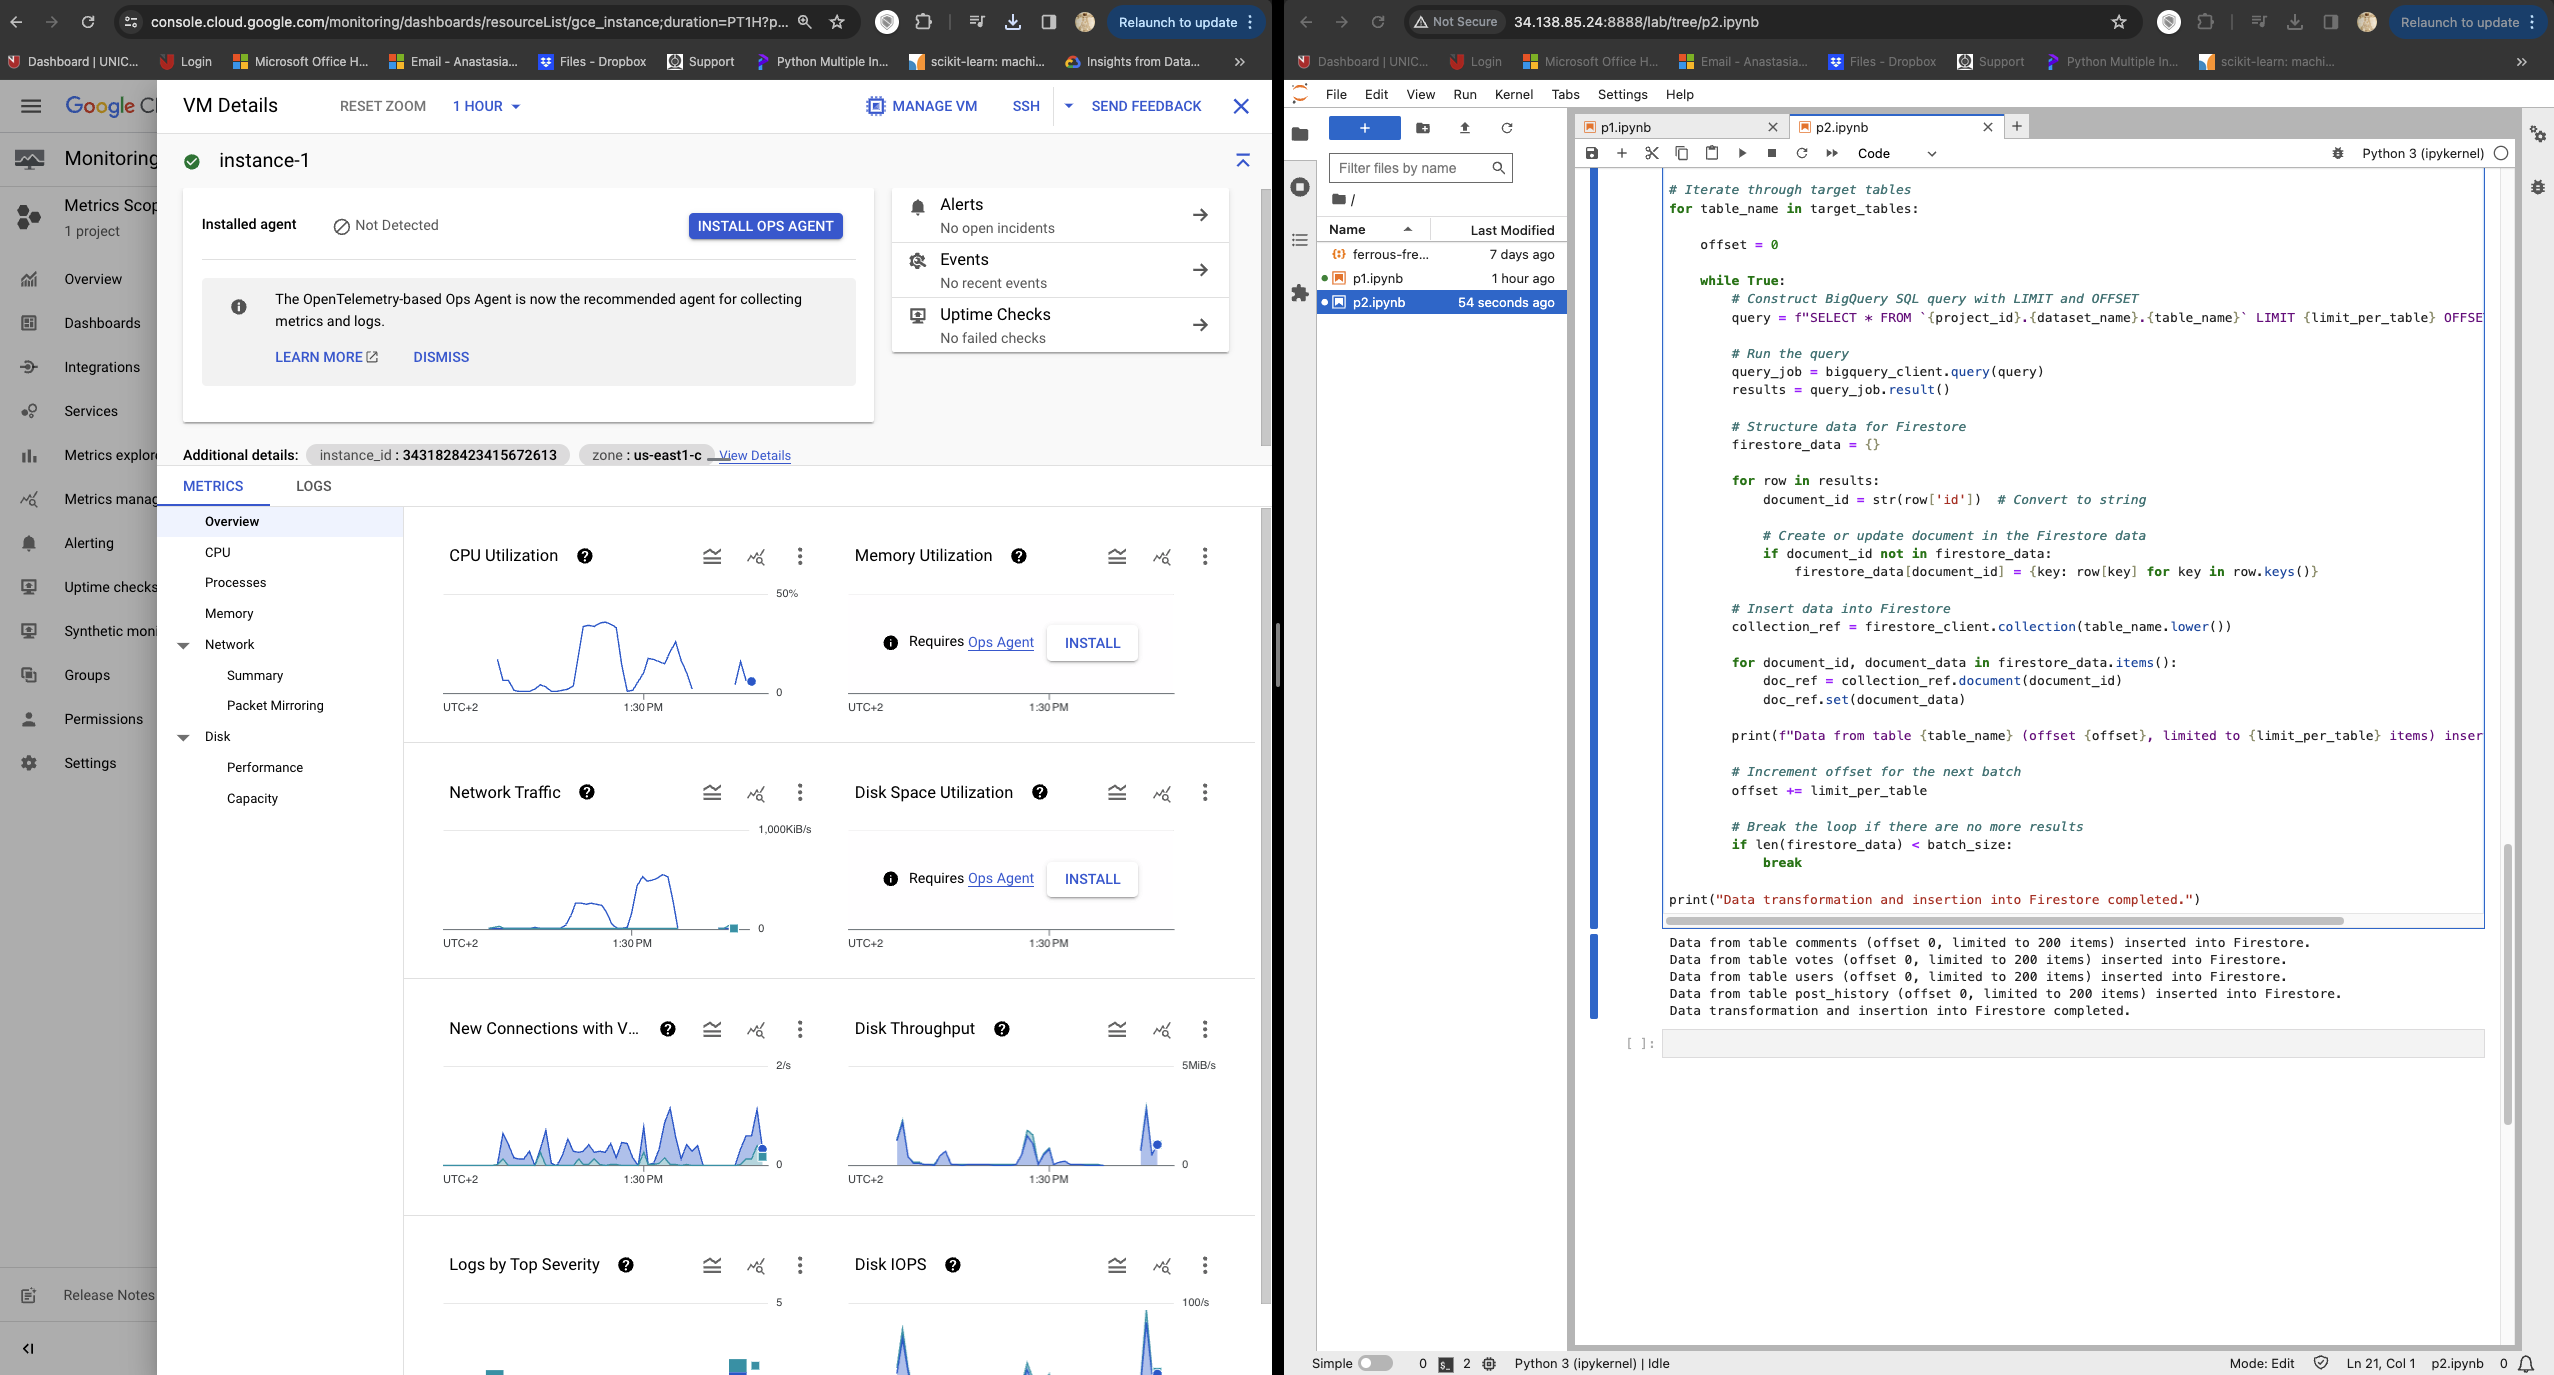 console.cloud.google.com/monitoring/dashboards/resourceList/gce_instance;duration=PT1H?p...
Relaunch to update
Dashboard | UNIC...
Login
Microsoft Office H...
Email - Anastasia...
Files - Dropbox
Support
Python Multiple In...
scikit-learn: machi...
Insights from Data...
»
Google Cl
Monitoring
Metrics Scop
1 project
Overview
Dashboards
Integrations
Services
Metrics explor
Metrics manag
Alerting
Uptime checks
Synthetic moni
Groups
Permissions
Settings
Release Notes
VM Details
RESET ZOOM
1 HOUR
MANAGE VM
SSH
SEND FEEDBACK
instance-1
Installed agent
Not Detected
INSTALL OPS AGENT
The OpenTelemetry-based Ops Agent is now the recommended agent for collecting
metrics and logs.
LEARN MORE
DISMISS
Alerts
No open incidents
Events
No recent events
Uptime Checks
No failed checks
Additional details:
instance_id : 3431828423415672613
zone : us-east1-c
View Details
METRICS
LOGS
Overview
CPU
Processes
Memory
Network
Summary
Packet Mirroring
Disk
Performance
Capacity
CPU Utilization
50%
0
UTC+2
1:30 PM
Memory Utilization
Requires Ops Agent
INSTALL
UTC+2
1:30 PM
Network Traffic
1,000KiB/s
0
UTC+2
1:30 PM
Disk Space Utilization
Requires Ops Agent
INSTALL
UTC+2
1:30 PM
New Connections with V...
2/s
0
UTC+2
1:30 PM
Disk Throughput
5MiB/s
0
UTC+2
1:30 PM
Logs by Top Severity
5
Disk IOPS
100/s
Not Secure
34.138.85.24:8888/lab/tree/p2.ipynb
Relaunch to update
Dashboard | UNIC...
Login
Microsoft Office H...
Email - Anastasia...
Files - Dropbox
Support
Python Multiple In...
scikit-learn: machi...
»
File
Edit
View
Run
Kernel
Tabs
Settings
Help
+
Filter files by name
/
Name
Last Modified
ferrous-fre...
7 days ago
p1.ipynb
1 hour ago
p2.ipynb
54 seconds ago
p1.ipynb
p2.ipynb
Code
Python 3 (ipykernel)
# Iterate through target tables
for table_name in target_tables:
offset = 0
while True:
# Construct BigQuery SQL query with LIMIT and OFFSET
query = f"SELECT * FROM `{project_id}.{dataset_name}.{table_name}` LIMIT {limit_per_table} OFFSE
# Run the query
query_job = bigquery_client.query(query)
results = query_job.result()
# Structure data for Firestore
firestore_data = {}
for row in results:
document_id = str(row['id'])  # Convert to string
# Create or update document in the Firestore data
if document_id not in firestore_data:
firestore_data[document_id] = {key: row[key] for key in row.keys()}
# Insert data into Firestore
collection_ref = firestore_client.collection(table_name.lower())
for document_id, document_data in firestore_data.items():
doc_ref = collection_ref.document(document_id)
doc_ref.set(document_data)
print(f"Data from table {table_name} (offset {offset}, limited to {limit_per_table} items) inser
# Increment offset for the next batch
offset += limit_per_table
# Break the loop if there are no more results
if len(firestore_data) < batch_size:
break
print("Data transformation and insertion into Firestore completed.")
Data from table comments (offset 0, limited to 200 items) inserted into Firestore.
Data from table votes (offset 0, limited to 200 items) inserted into Firestore.
Data from table users (offset 0, limited to 200 items) inserted into Firestore.
Data from table post_history (offset 0, limited to 200 items) inserted into Firestore.
Data transformation and insertion into Firestore completed.
[ ]:
Simple
0
2
Python 3 (ipykernel) | Idle
Mode: Edit
Ln 21, Col 1
p2.ipynb
0